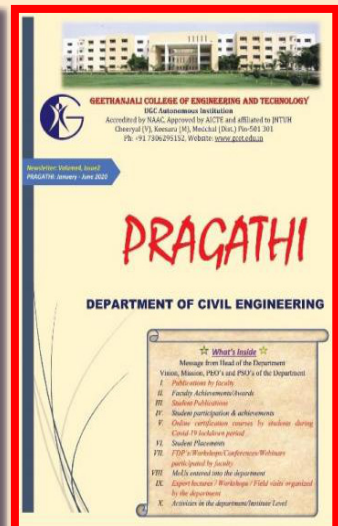 GEETHANJALI COLLEGE OF ENGINEERING AND TECHNOLOGY
UGC Autonomous Institution
Accredited by NAAC, Approved by AICTE and affiliated to JNTUH
Cheeryal (V), Keesara (M), Medchal (Dist.) Pin-501 301
Ph: +91 7306295152, Website: www.gcet.edu.in
Newsletter: Volume4, Issue2
PRAGATHI: January - June 2020
PRAGATHI
DEPARTMENT OF CIVIL ENGINEERING
What's Inside
Message from Head of the Department
Vision, Mission, PEO's and PSO's of the Department
I. Publications by faculty
II. Faculty Achievements/Awards
III. Student Publications
IV. Student participation & achievements
V. Online certification courses by students during
Covid-19 lockdown period
VI. Student Placements
VII. FDP's/Workshops/Conferences/Webinars
participated by faculty
VIII. MoUs entered into the department
IX. Expert lectures / Workshops / Field visits organized
by the department
X. Activities in the department/Institute Level